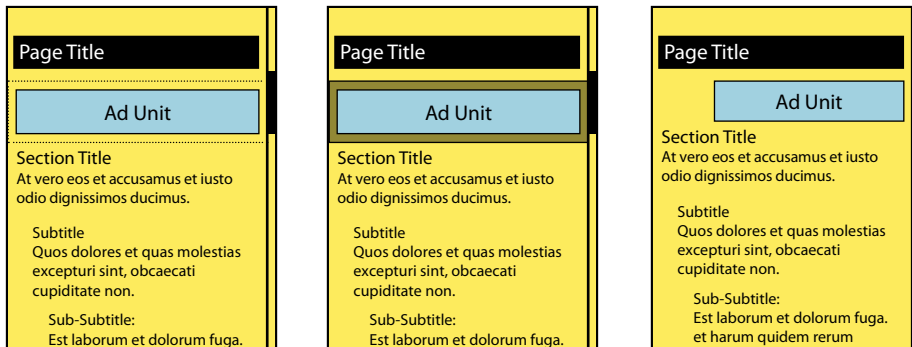 Page Title
Ad Unit
Section Title
At vero eos et accusamus et iusto
odio dignissimos ducimus.
Subtitle
Quos dolores et quas molestias
excepturi sint, obcaecati
cupiditate non.
Sub-Subtitle:
Est laborum et dolorum fuga.
Page Title
Ad Unit
Section Title
At vero eos et accusamus et iusto
odio dignissimos ducimus.
Subtitle
Quos dolores et quas molestias
excepturi sint, obcaecati
cupiditate non.
Sub-Subtitle:
Est laborum et dolorum fuga.
Page Title
Ad Unit
Section Title
At vero eos et accusamus et iusto
odio dignissimos ducimus.
Subtitle
Quos dolores et quas molestias
excepturi sint, obcaecati
cupiditate non.
Sub-Subtitle:
Est laborum et dolorum fuga.
et harum quidem rerum